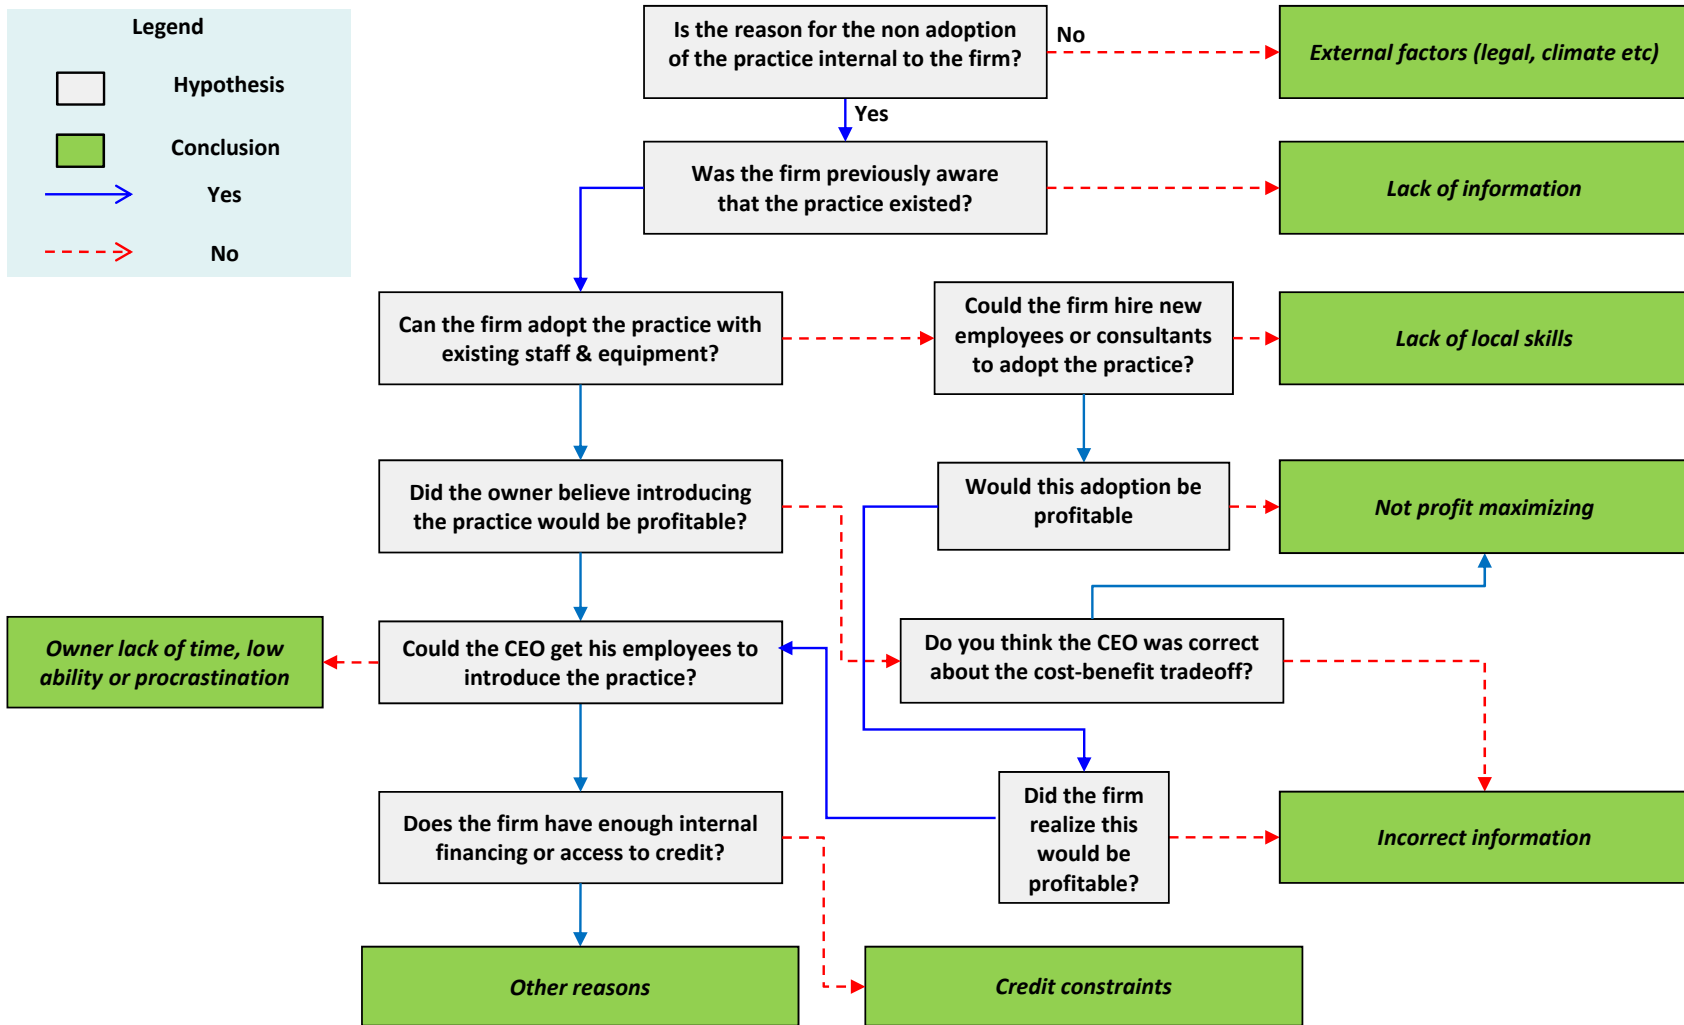 Legend
Hypothesis
Conclusion
Yes
No
Is the reason for the non adoption
of the practice internal to the firm?
No
External factors (legal, climate etc)
Yes
Was the firm previously aware
that the practice existed?
Lack of information
Can the firm adopt the practice with
existing staff & equipment?
Could the firm hire new
employees or consultants
to adopt the practice?
Lack of local skills
Did the owner believe introducing
the practice would be profitable?
Would this adoption be
profitable
Not profit maximizing
Owner lack of time, low
ability or procrastination
Could the CEO get his employees to
introduce the practice?
Do you think the CEO was correct
about the cost-benefit tradeoff?
Does the firm have enough internal
financing or access to credit?
Did the firm
realize this
would be
profitable?
Incorrect information
Other reasons
Credit constraints